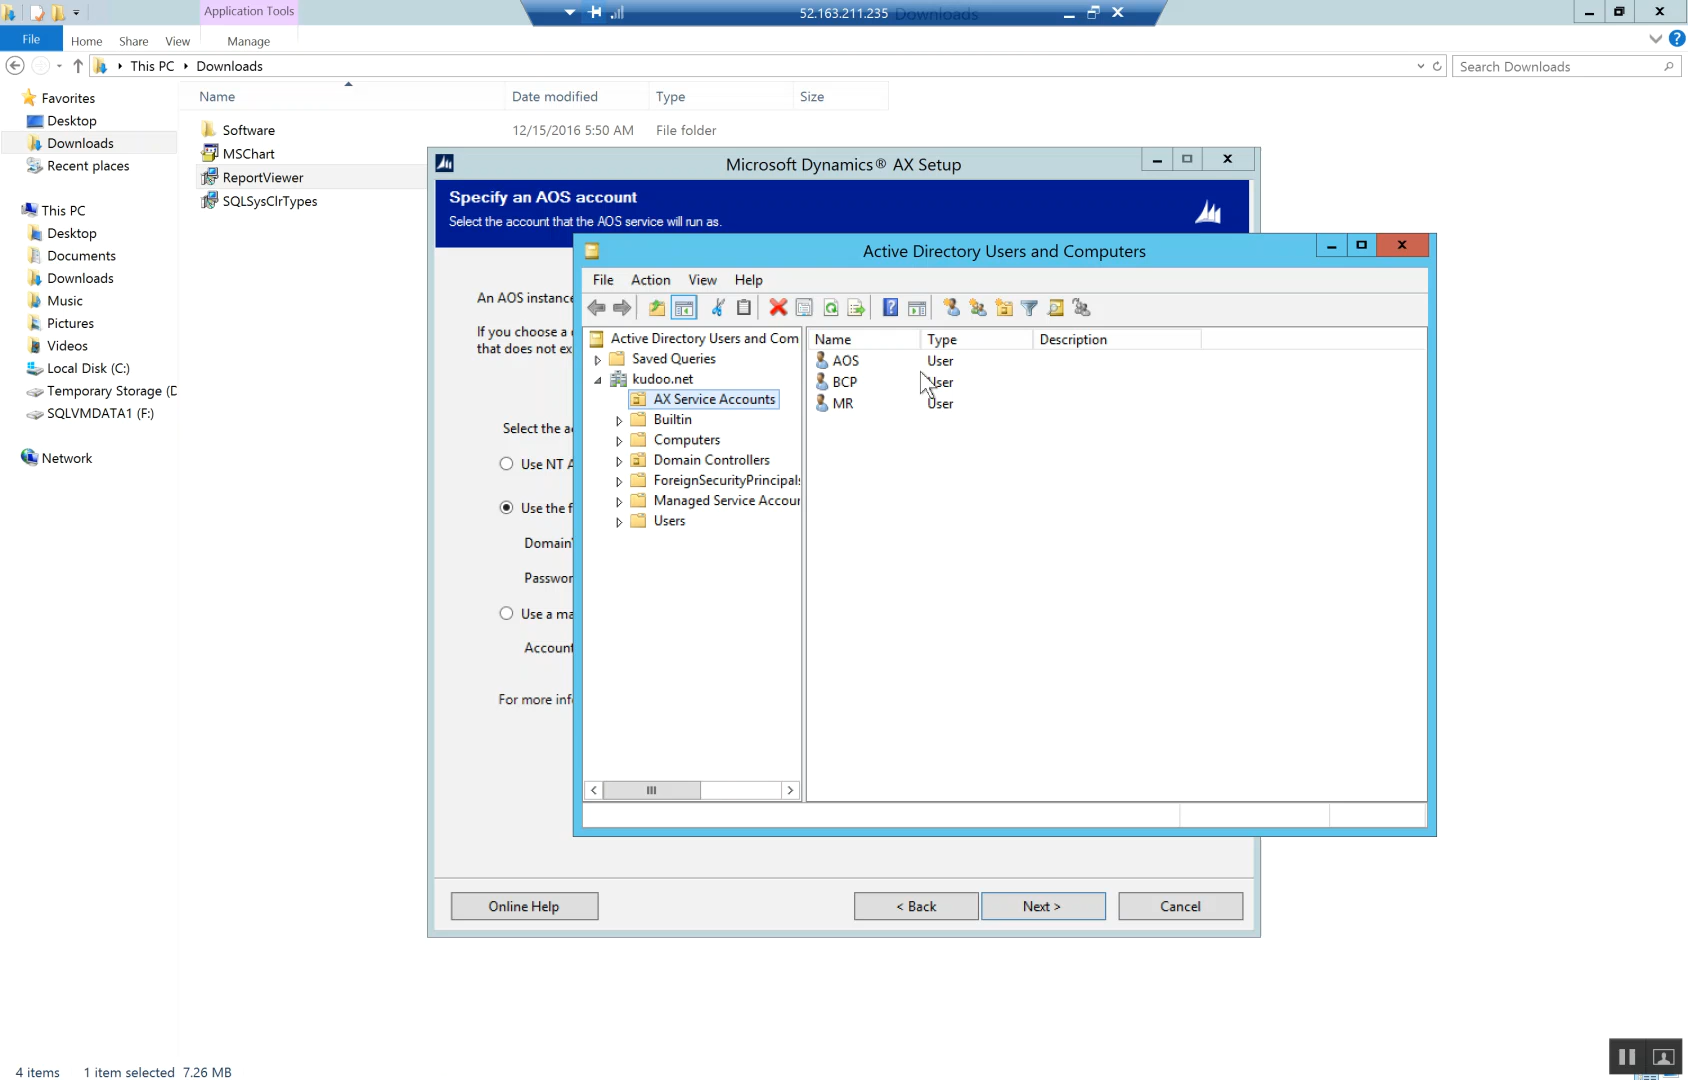 Application Tools
52.163.211.235
Downloads
File
Home
Share
View
Manage
This PC
Downloads
Search Downloads
Favorites
Desktop
Downloads
Recent places
This PC
Desktop
Documents
Downloads
Music
Pictures
Videos
Local Disk (C:)
Temporary Storage (D
SQLVMDATA1 (F:)
Network
Name
Date modified
Type
Size
Software
12/15/2016 5:50 AM
File folder
MSChart
ReportViewer
SQLSysClrTypes
Microsoft Dynamics® AX Setup
Specify an AOS account
Select the account that the AOS service will run as.
An AOS instance
If you choose a
that does not ex
Select the a
Use NT A
Use the f
Domain\
Passwor
Use a ma
Account
For more info
Online Help
< Back
Next >
Cancel
Active Directory Users and Computers
File
Action
View
Help
Active Directory Users and Com
Saved Queries
kudoo.net
AX Service Accounts
Builtin
Computers
Domain Controllers
ForeignSecurityPrincipals
Managed Service Accour
Users
Name
Type
Description
AOS
User
BCP
User
MR
User
4 items
1 item selected
7.26 MB